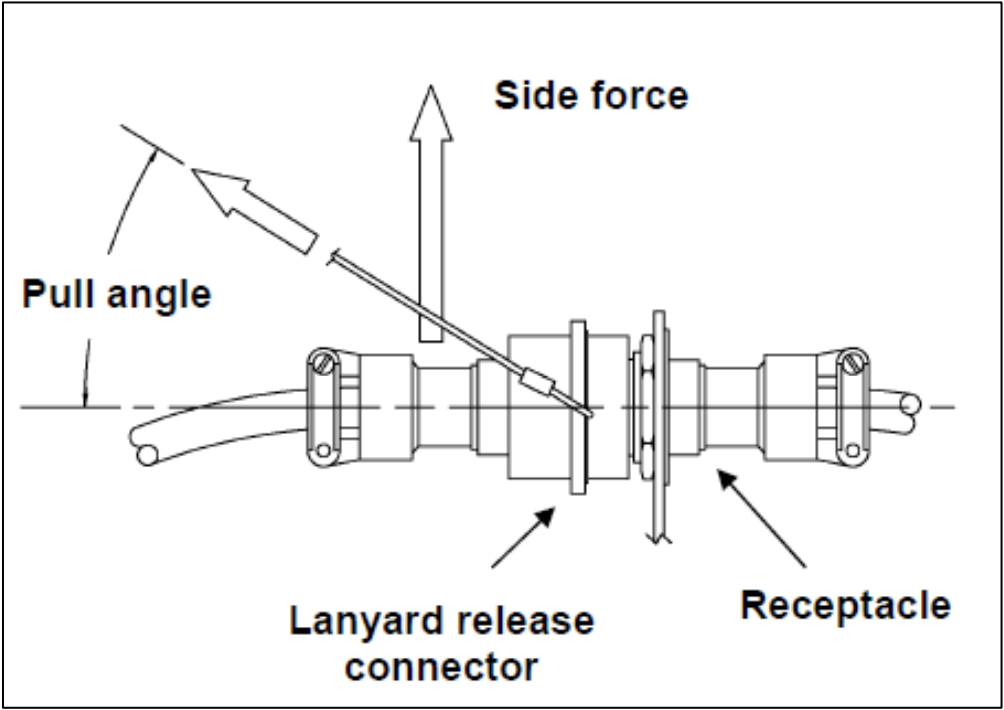 Side force
Pull angle
Lanyard release
connector
Receptacle